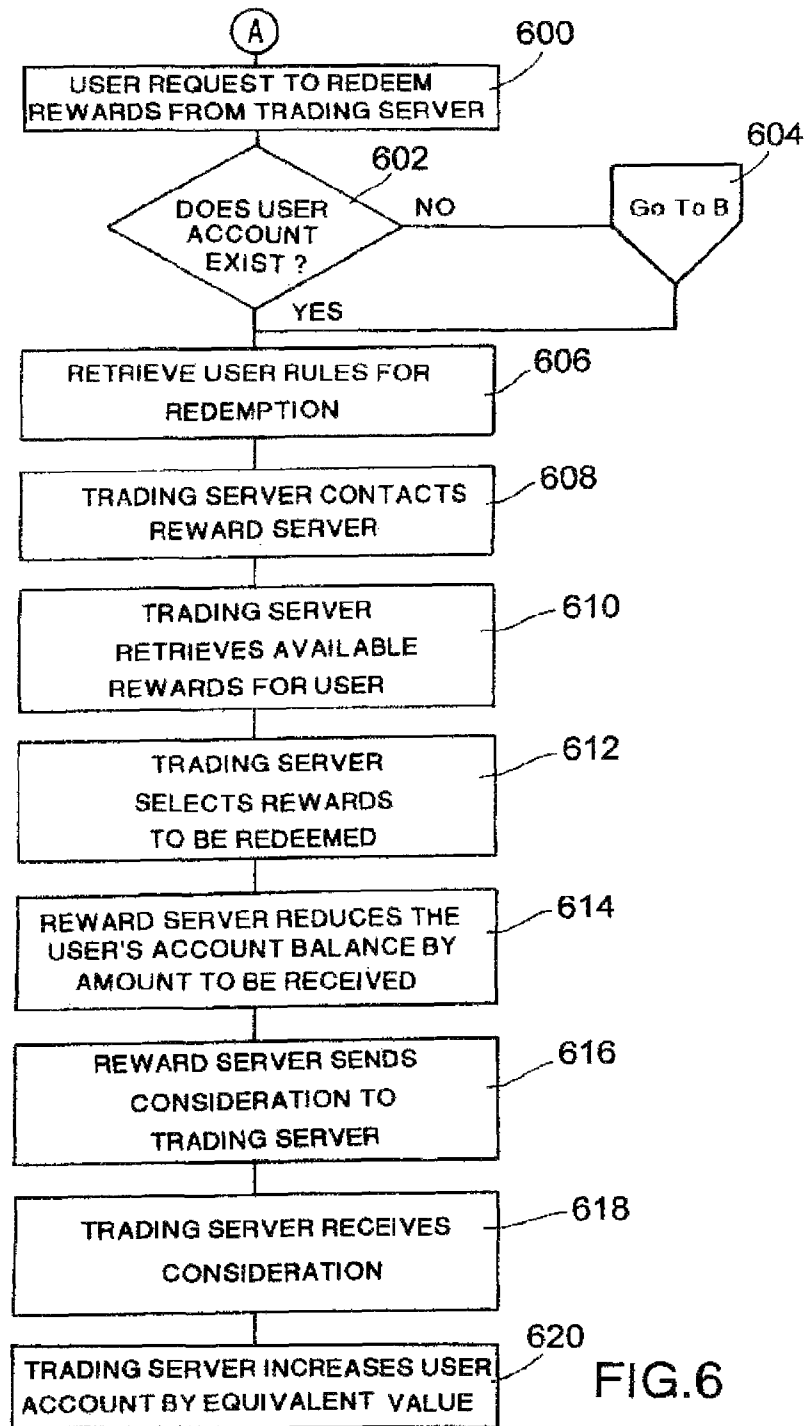 A
600
USER REQUEST TO REDEEM
REWARDS FROM TRADING SERVER
602
604
DOES USER
ACCOUNT
EXIST ?
NO
Go To B
YES
RETRIEVE USER RULES FOR
REDEMPTION
606
TRADING SERVER CONTACTS
REWARD SERVER
608
TRADING SERVER
RETRIEVES AVAILABLE
REWARDS FOR USER
610
TRADING SERVER
SELECTS REWARDS
TO BE REDEEMED
612
REWARD SERVER REDUCES THE
USER'S ACCOUNT BALANCE BY
AMOUNT TO BE RECEIVED
614
REWARD SERVER SENDS
CONSIDERATION TO
TRADING SERVER
616
TRADING SERVER RECEIVES
CONSIDERATION
618
TRADING SERVER INCREASES USER
ACCOUNT BY EQUIVALENT VALUE
620
FIG.6